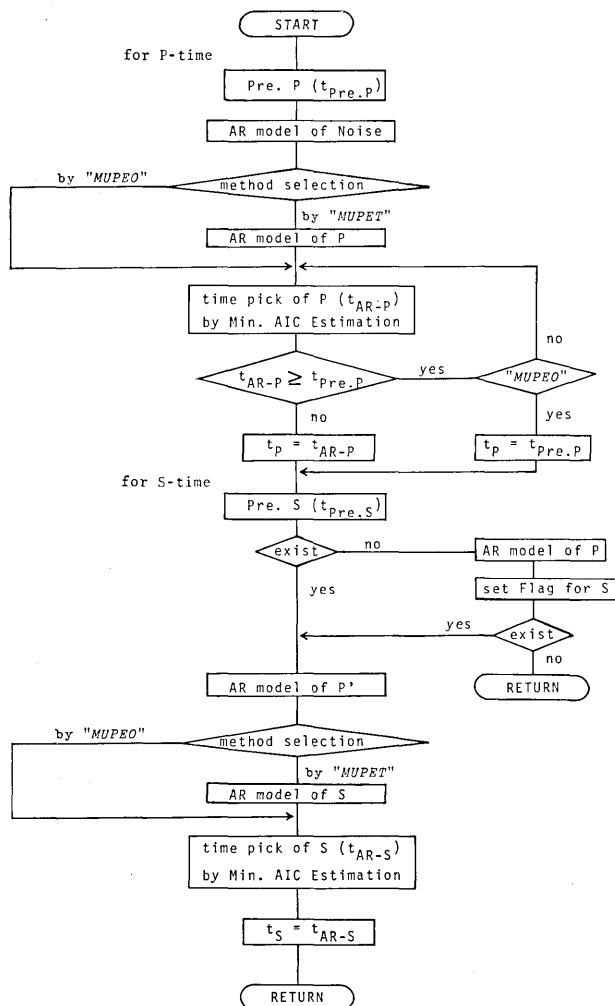 START
for P-time
Pre. P (tPre.P)
AR model of Noise
by "MUPEO"
method selection
by "MUPET"
AR model of P
time pick of P (tAR-P)
by Min. AIC Estimation
no
tAR-P ≥ tPre.P
yes
"MUPEO"
no
yes
tP = tAR-P
tP = tPre.P
for S-time
Pre. S (tPre.S)
exist
no
AR model of P
set Flag for S
yes
yes
exist
no
RETURN
AR model of P'
by "MUPEO"
method selection
by "MUPET"
AR model of S
time pick of S (tAR-S)
by Min. AIC Estimation
tS = tAR-S
RETURN